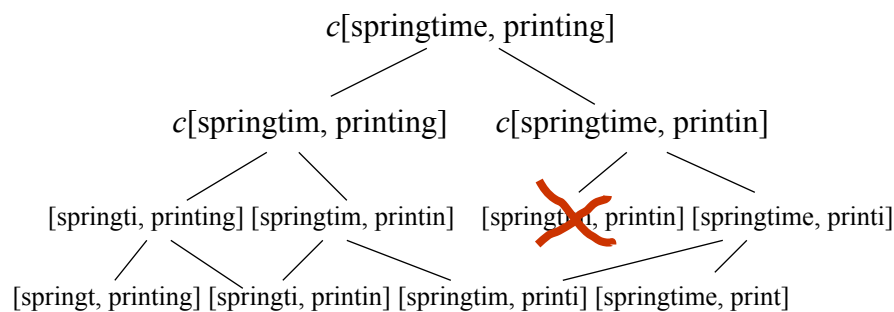 c[springtime, printing]
c[springtim, printing] c[springtime, printin]
[springti, printing] [springtim, printin] [springtim, printin] [springtime, printi]
[springt, printing] [springti, printin] [springtim, printi] [springtime, print]